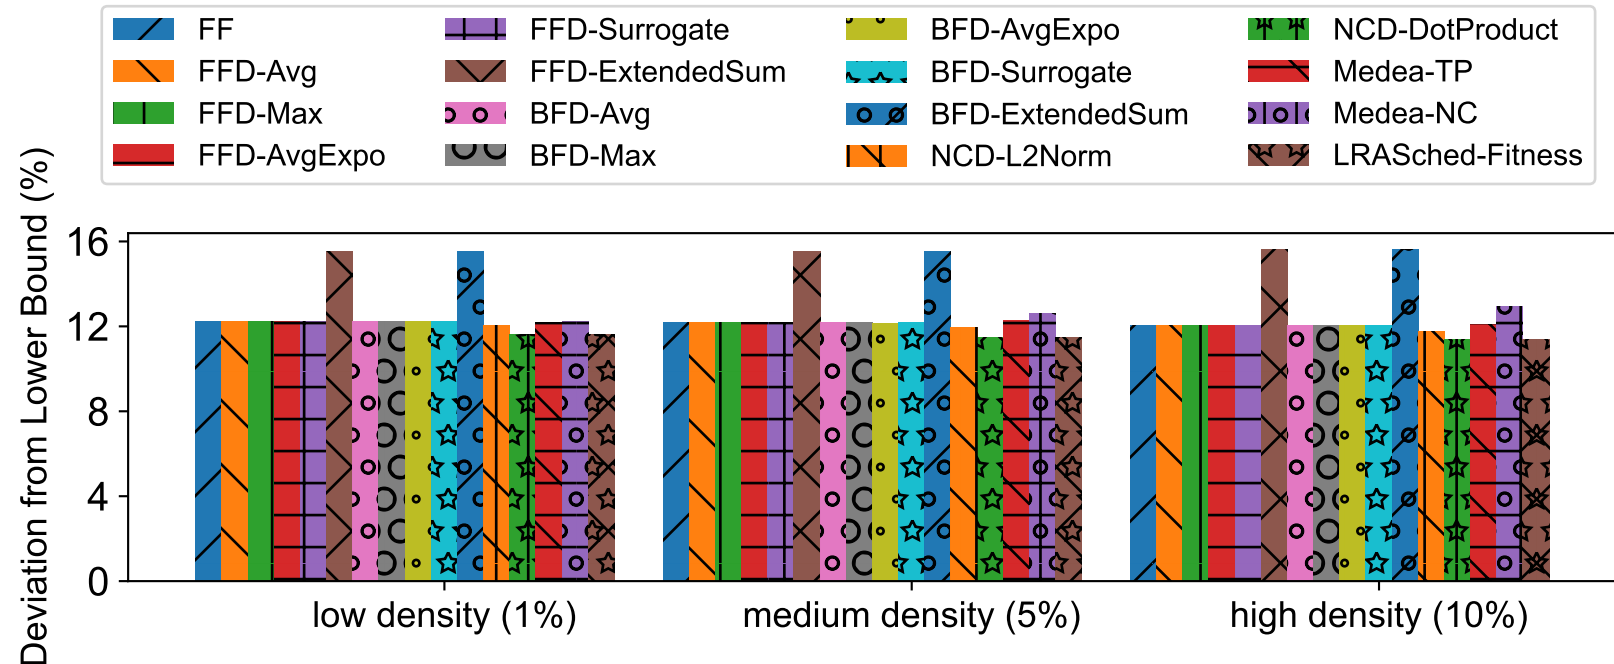 FF
FFD-Avg
FFD-Max
FFD-AvgExpo
FFD-Surrogate
FFD-ExtendedSum
BFD-Avg
BFD-Max
BFD-AvgExpo
BFD-Surrogate
BFD-ExtendedSum
NCD-L2Norm
NCD-DotProduct
Medea-TP
Medea-NC
LRASched-Fitness
Deviation from Lower Bound (%)
16
12
8
4
0
low density (1%)
medium density (5%)
high density (10%)